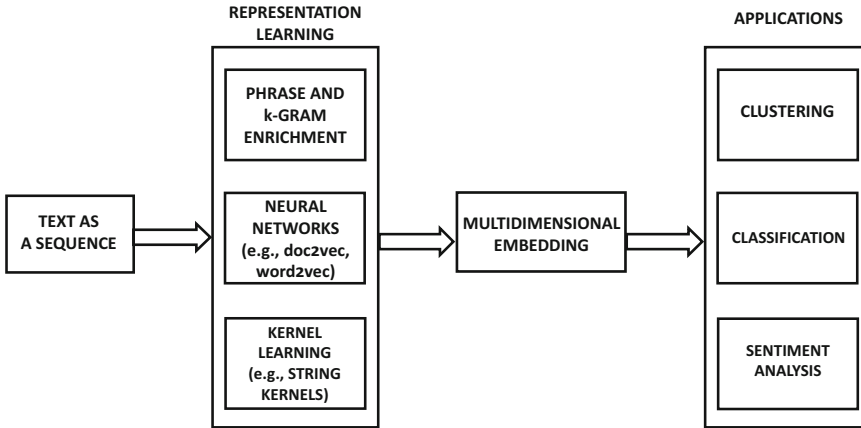 REPRESENTATION
LEARNING
APPLICATIONS
PHRASE AND
k-GRAM
ENRICHMENT
CLUSTERING
TEXT AS
A SEQUENCE
NEURAL
NETWORKS
(e.g., doc2vec,
word2vec)
MULTIDIMENSIONAL
EMBEDDING
CLASSIFICATION
KERNEL
LEARNING
(e.g., STRING
KERNELS)
SENTIMENT
ANALYSIS